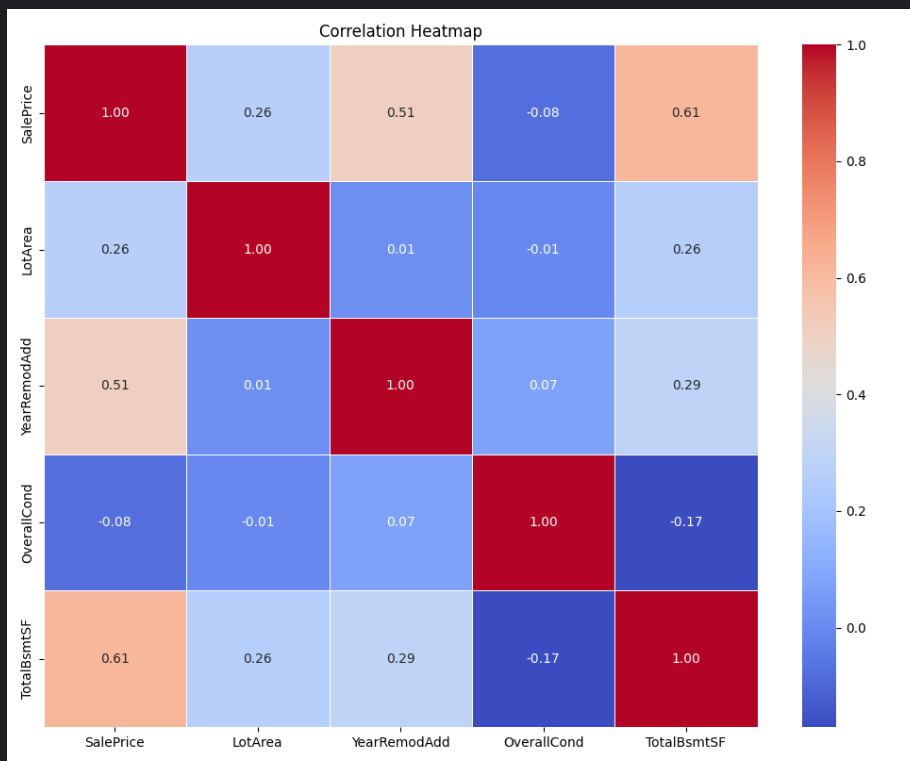 Correlation Heatmap
SalePrice 1.00 0.26 0.51 -0.08 0.61
LotArea 0.26 1.00 0.01 -0.01 0.26
YearRemodAdd 0.51 0.01 1.00 0.07 0.29
OverallCond -0.08 -0.01 0.07 1.00 -0.17
TotalBsmtSF 0.61 0.26 0.29 -0.17 1.00
SalePrice LotArea YearRemodAdd OverallCond TotalBsmtSF
1.0
0.8
0.6
0.4
0.2
0.0